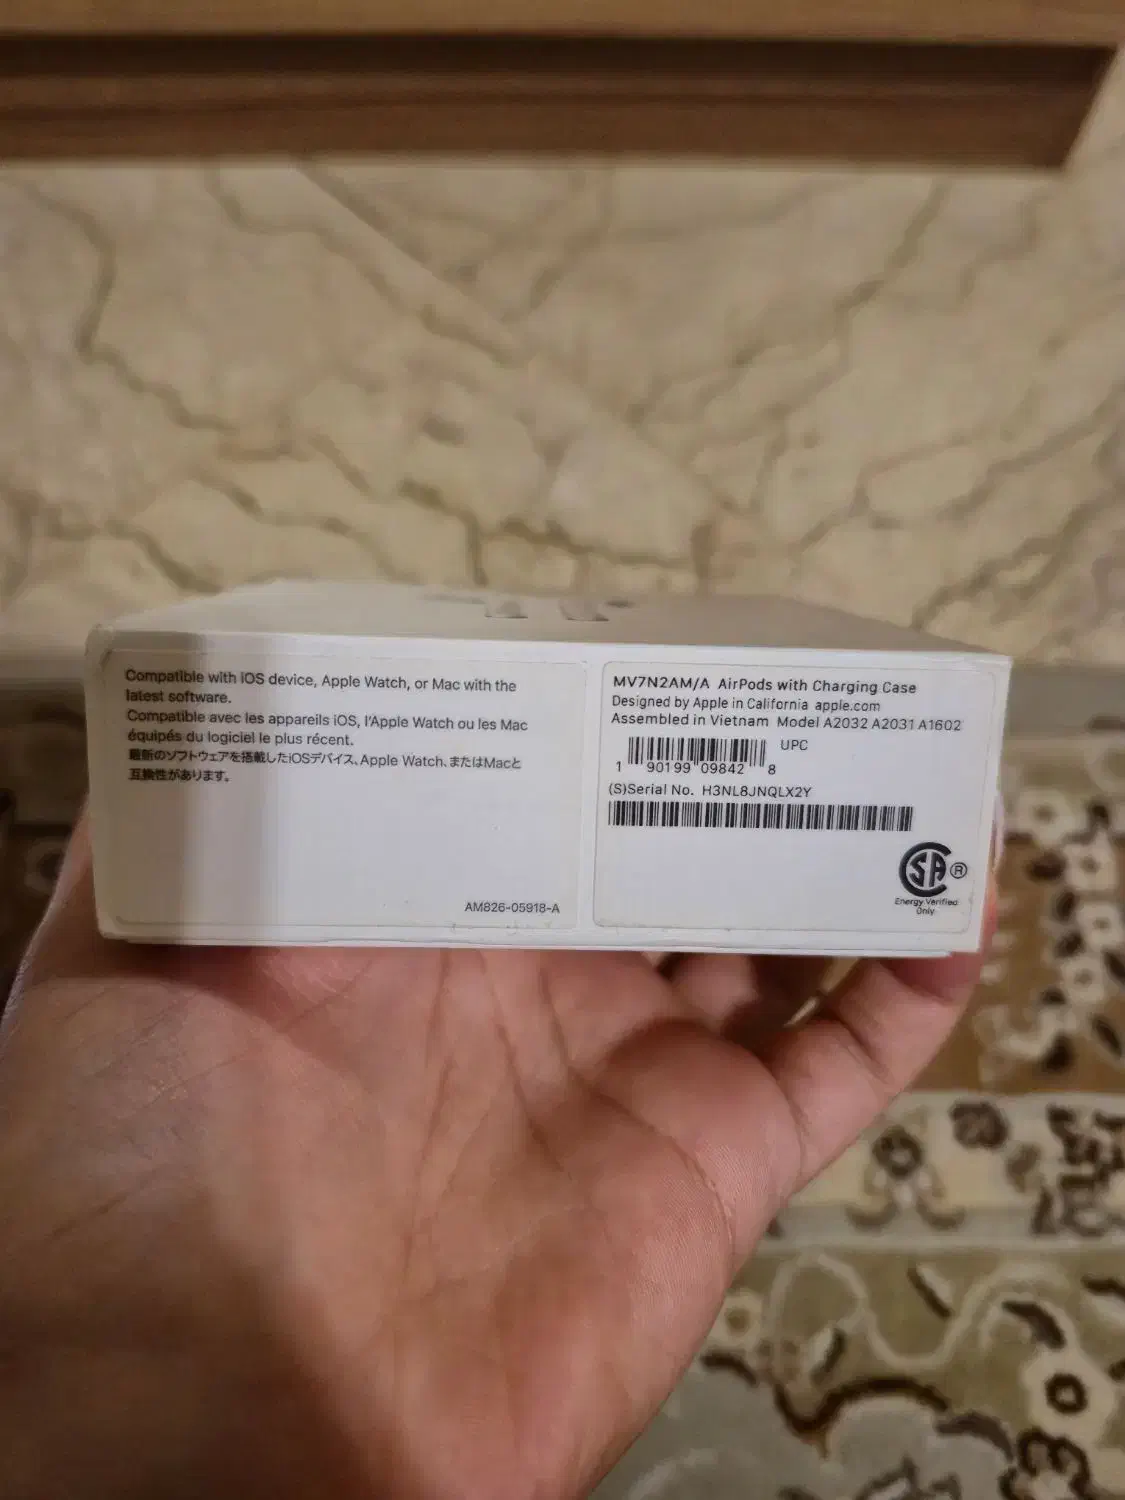 Compatible with iOS device, Apple Watch, or Mac with the
latest software.
Compatible avec les appareils iOS, l'Apple Watch ou les Mac
équipés du logiciel le plus récent.
最新のソフトウェアを搭載したiOSデバイス、Apple Watch、またはMacと
互換性があります。
AM826-05918-A
MV7N2AM/A AirPods with Charging Case
Designed by Apple in California apple.com
Assembled in Vietnam Model A2032 A2031 A1602
UPC
1 90199 09842 8
(S)Serial No. H3NL8JNQLX2Y
SA ®
Energy Verified
Only